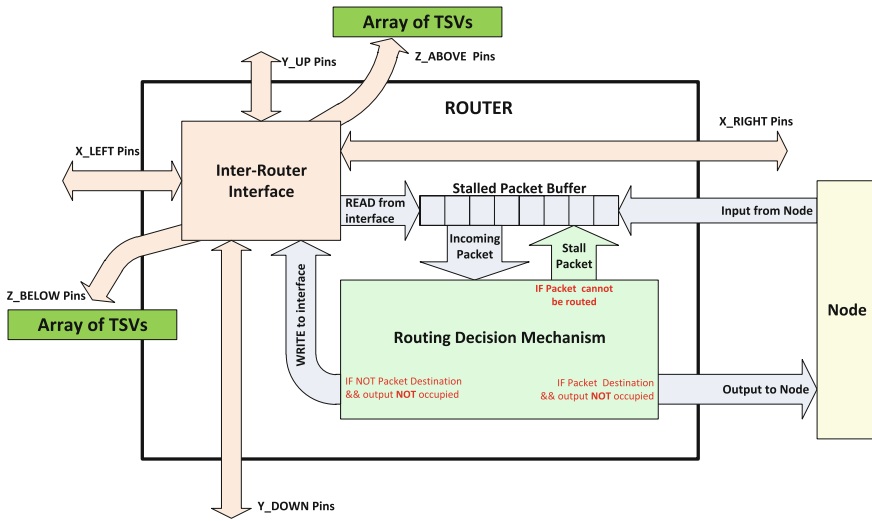 Array of TSVs
Y_UP Pins
Z_ABOVE Pins
ROUTER
X_RIGHT Pins
X_LEFT Pins
Inter-Router
Interface
Stalled Packet Buffer
READ from
interface
Input from Node
Incoming
Packet
Stall
Packet
Z_BELOW Pins
Array of TSVs
WRITE to interface
IF Packet cannot
be routed
Routing Decision Mechanism
Node
IF NOT Packet Destination
&& output NOT occupied
IF Packet Destination
&& output NOT occupied
Output to Node
Y_DOWN Pins